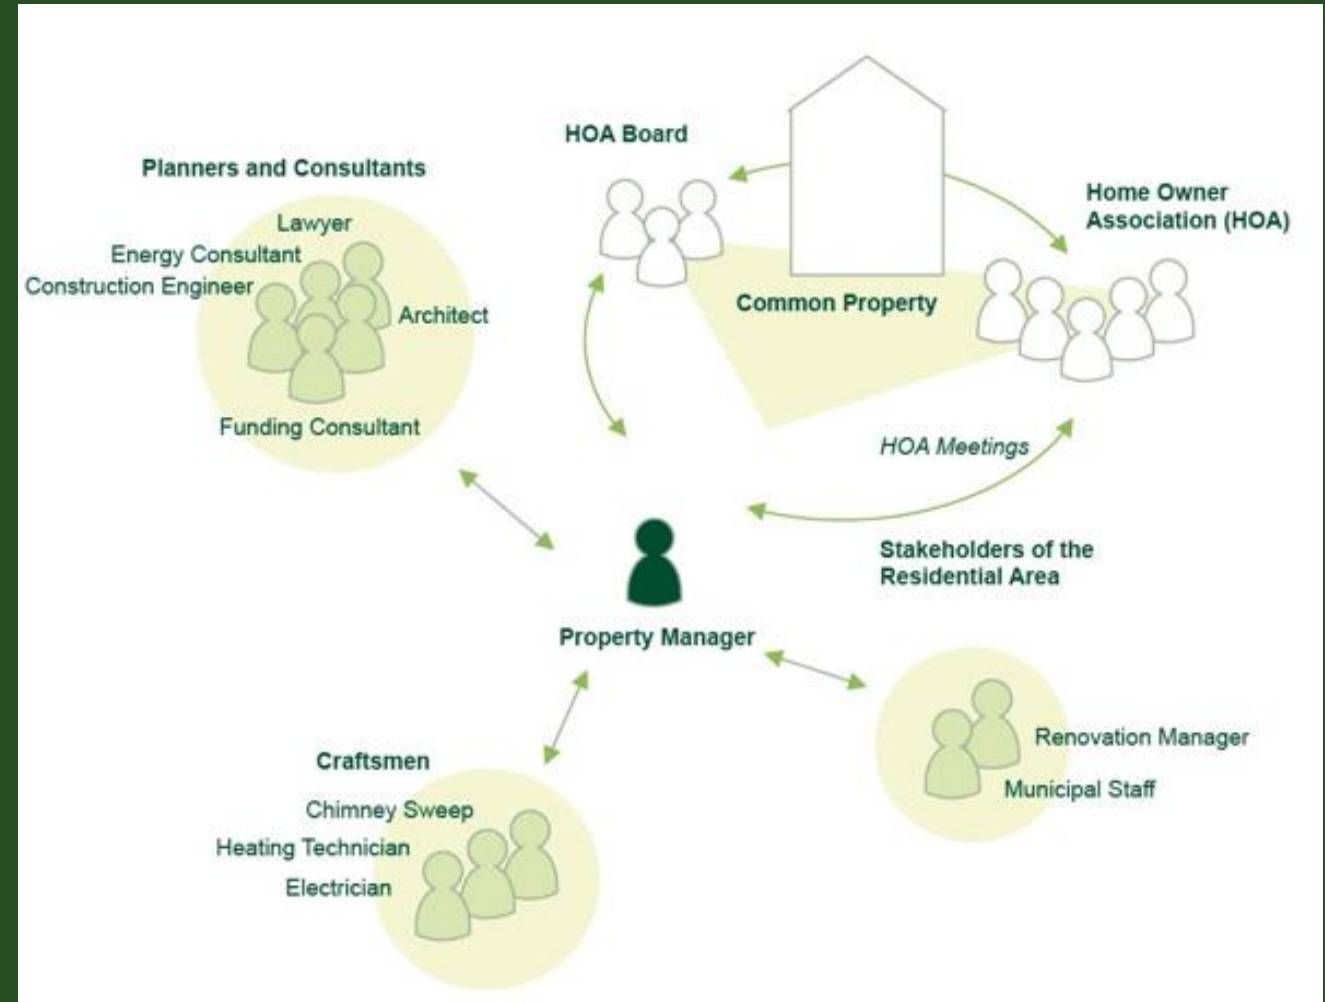 HOA Board
Planners and Consultants
Lawyer
Energy Consultant
Construction Engineer
Architect
Funding Consultant
Home Owner
Association (HOA)
Common Property
HOA Meetings
Stakeholders of the
Residential Area
Property Manager
Renovation Manager
Municipal Staff
Craftsmen
Chimney Sweep
Heating Technician
Electrician